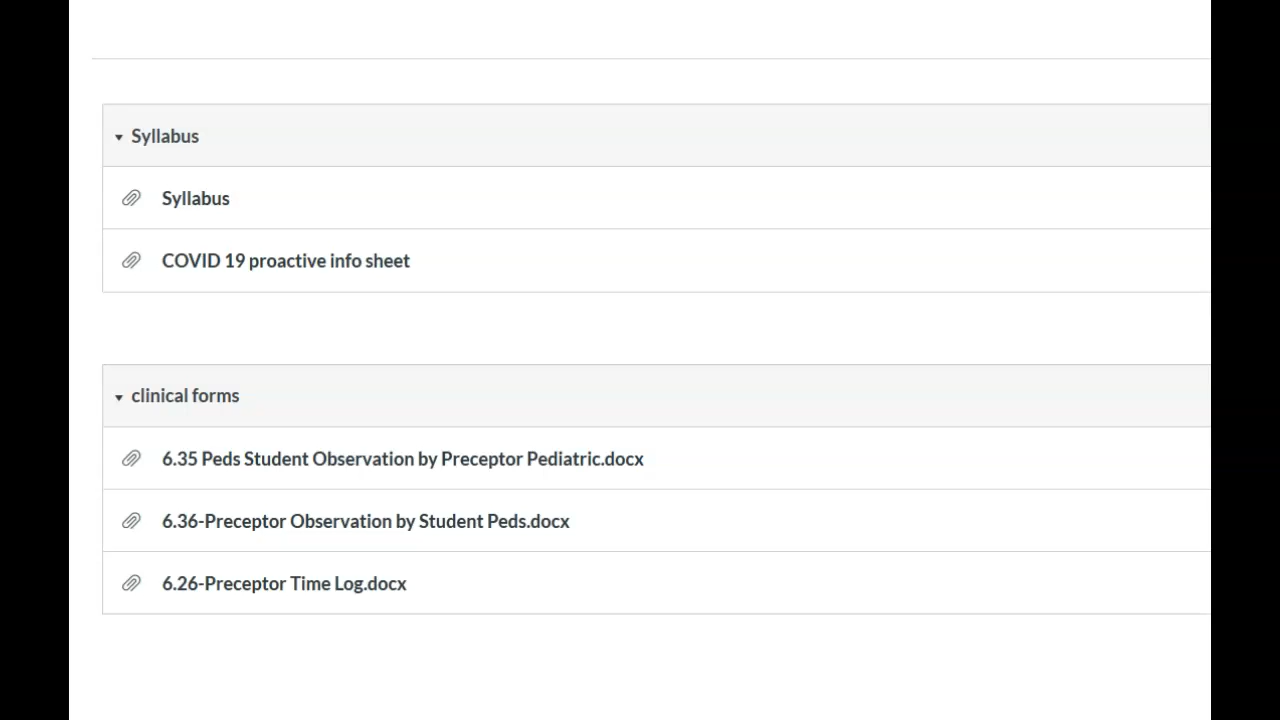 Syllabus
Syllabus
COVID 19 proactive info sheet
clinical forms
6.35 Peds Student Observation by Preceptor Pediatric.docx
6.36-Preceptor Observation by Student Peds.docx
6.26-Preceptor Time Log.docx